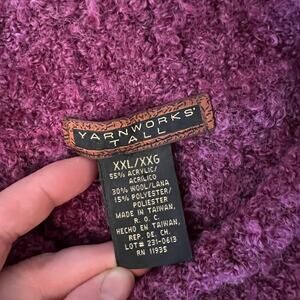 YARNWORKS'
TALL
XXL/XXG
55% ACRYLIC/
ACRILICO
30% WOOL/LANA
15% POLYESTER/
POLIESTER
MADE IN TAIWAN,
R. O. C.
HECHO EN TAIWAN,
REP. DE. CH.
LOT# 231-0613
RN 11935